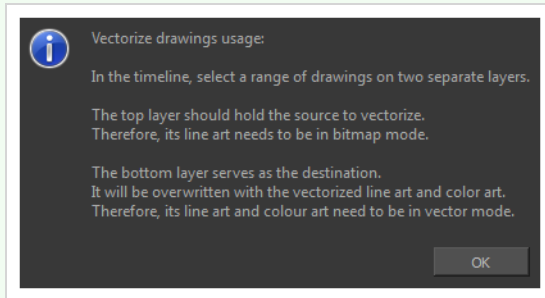 Vectorize drawings usage:
In the timeline, select a range of drawings on two separate layers.
The top layer should hold the source to vectorize.
Therefore, its line art needs to be in bitmap mode.
The bottom layer serves as the destination.
It will be overwritten with the vectorized line art and color art.
Therefore, its line art and colour art need to be in vector mode.
OK